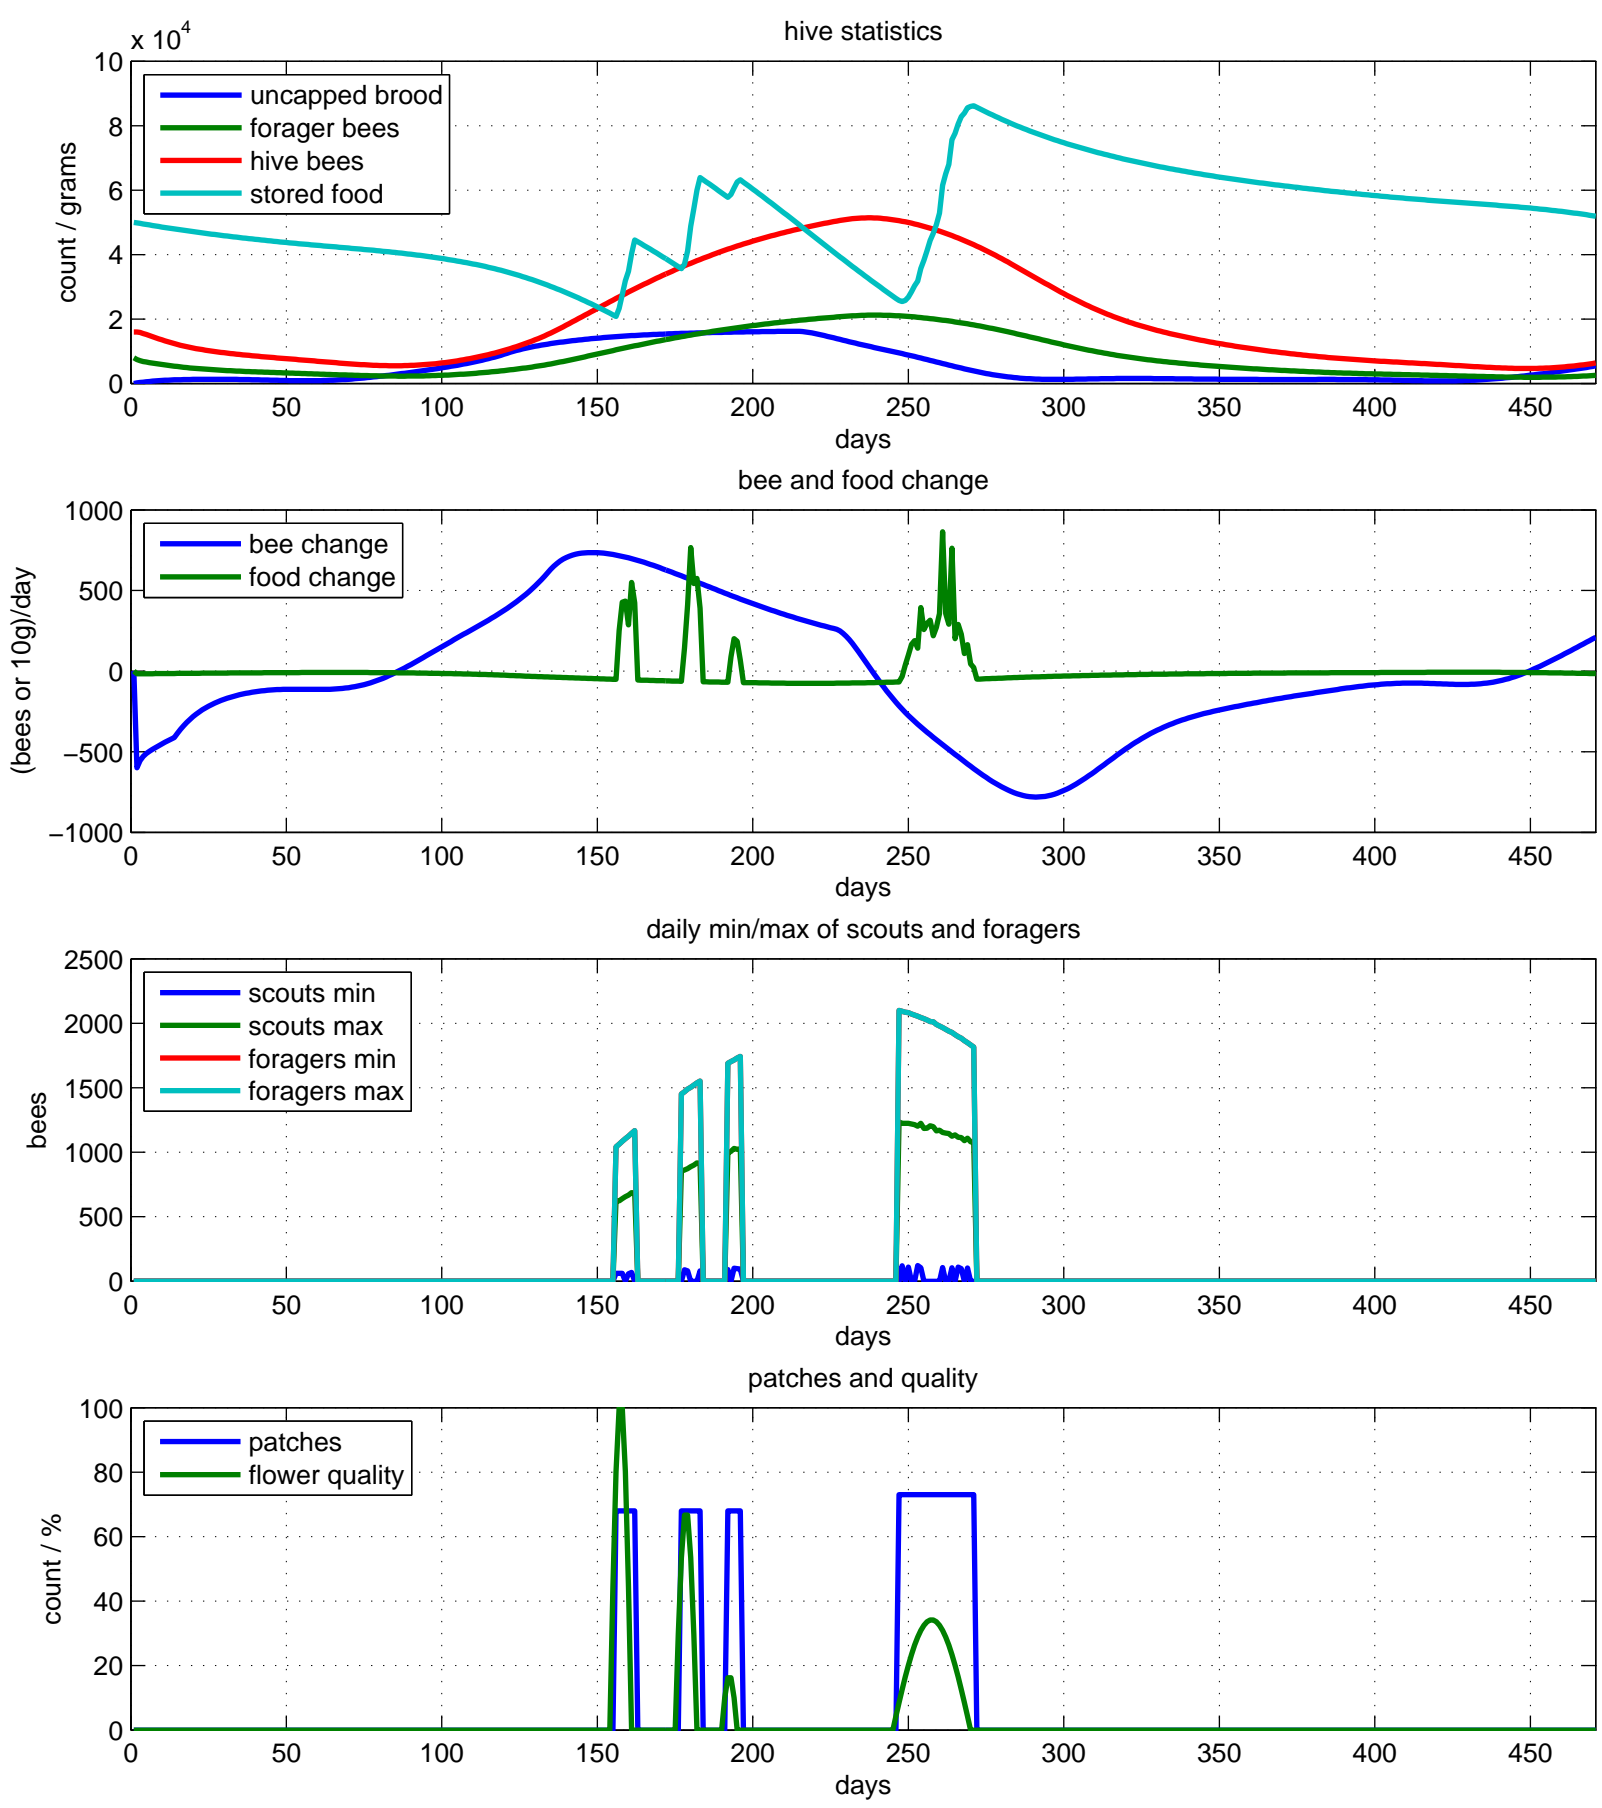 hive statistics
x 10^4
10
8
6
4
2
0
count / grams
uncapped brood
forager bees
hive bees
stored food
0 50 100 150 200 250 300 350 400 450
days
bee and food change
1000
500
0
−500
−1000
(bees or 10g)/day
bee change
food change
0 50 100 150 200 250 300 350 400 450
days
daily min/max of scouts and foragers
2500
2000
1500
1000
500
0
bees
scouts min
scouts max
foragers min
foragers max
0 50 100 150 200 250 300 350 400 450
days
patches and quality
100
80
60
40
20
0
count / %
patches
flower quality
0 50 100 150 200 250 300 350 400 450
days